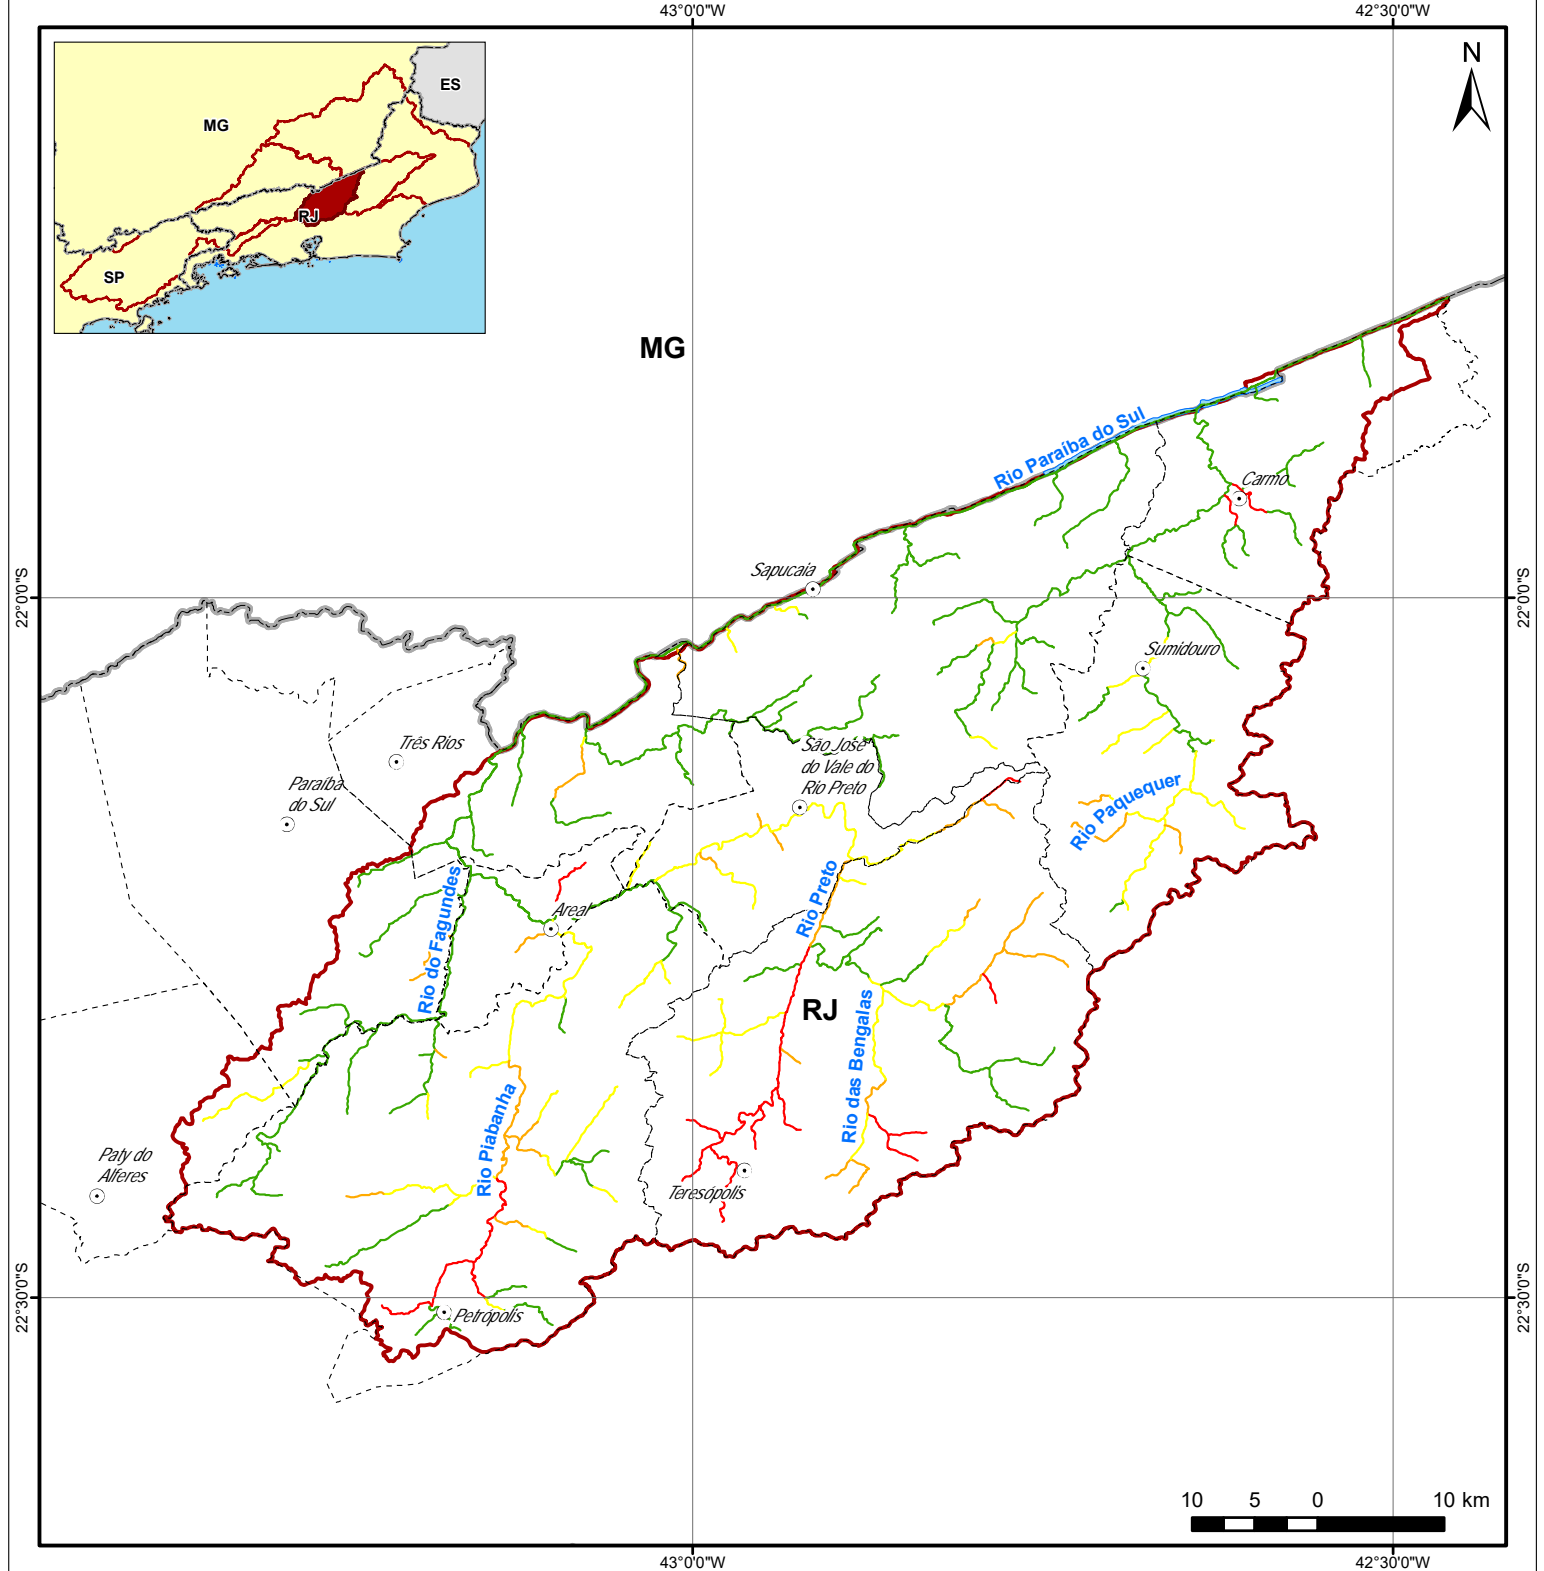 43°0'0"W
42°30'0"W
N
ES
MG
RJ
SP
MG
Rio Paraíba do Sul
Carmo
Sapucaia
22°0'0"S
22°0'0"S
Sumidouro
Três Rios
São José
do Vale do
Rio Preto
Paraíba
do Sul
Rio Paquequer
Rio Preto
Rio do Fagundes
Areal
RJ
Rio das Bengalas
Rio Piabanha
Paty do
Alferes
Teresópolis
22°30'0"S
22°30'0"S
Petrópolis
10 5 0 10 km
43°0'0"W
42°30'0"W